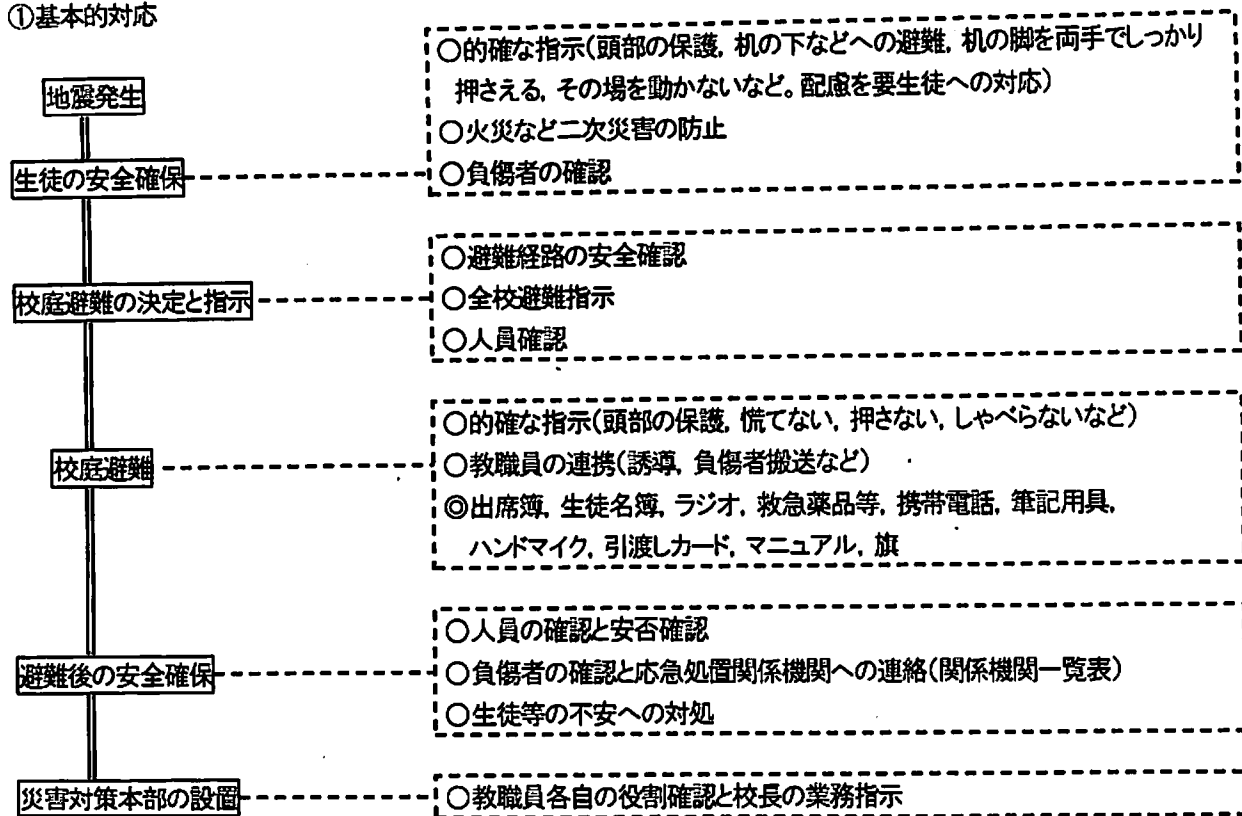 ①基本的対応
地震発生
○的確な指示(頭部の保護, 机の下などへの避難, 机の脚を両手でしっかり
押さえる, その場を動かないなど。配慮を要生徒への対応)
○火災など二次災害の防止
○負傷者の確認
生徒の安全確保
校庭避難の決定と指示
○避難経路の安全確認
○全校避難指示
○人員確認
校庭避難
○的確な指示(頭部の保護, 慌てない, 押さない, しゃべらないなど)
○教職員の連携(誘導, 負傷者搬送など)
◎出席簿, 生徒名簿, ラジオ, 救急薬品等, 携帯電話, 筆記用具,
ハンドマイク, 引渡しカード, マニュアル, 旗
避難後の安全確保
○人員の確認と安否確認
○負傷者の確認と応急処置関係機関への連絡(関係機関一覧表)
○生徒等の不安への対処
災害対策本部の設置
○教職員各自の役割確認と校長の業務指示